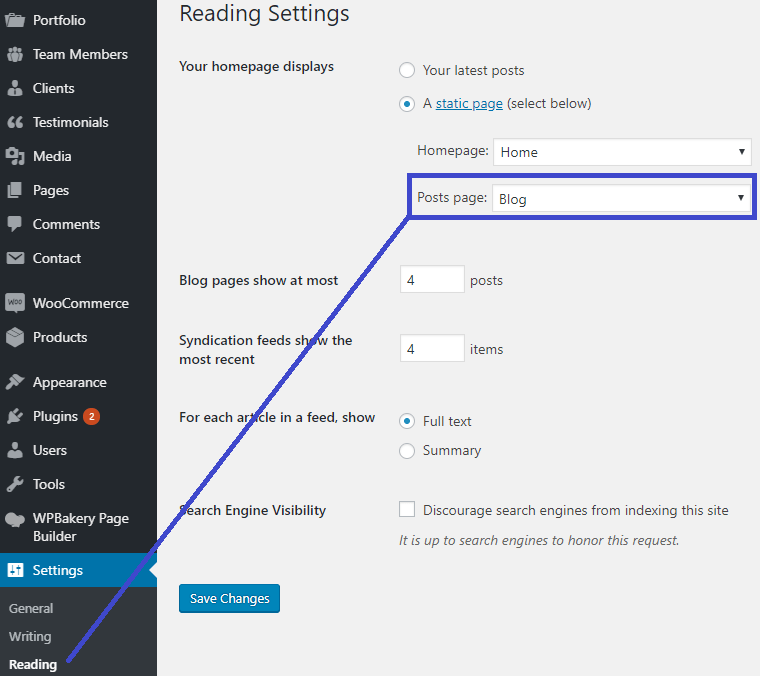 Portfolio
Team Members
Clients
Testimonials
Media
Pages
Comments
Contact
WOO WooCommerce
Products
Appearance
Plugins 2
Users
Tools
WPBakery Page
Builder
Settings
General
Writing
Reading
Reading Settings
Your homepage displays
Your latest posts
A static page (select below)
Homepage: Home
Posts page: Blog
Blog pages show at most 4 posts
Syndication feeds show the
most recent
4 items
For each article in a feed, show
Full text
Summary
Search Engine Visibility
Discourage search engines from indexing this site
It is up to search engines to honor this request.
Save Changes